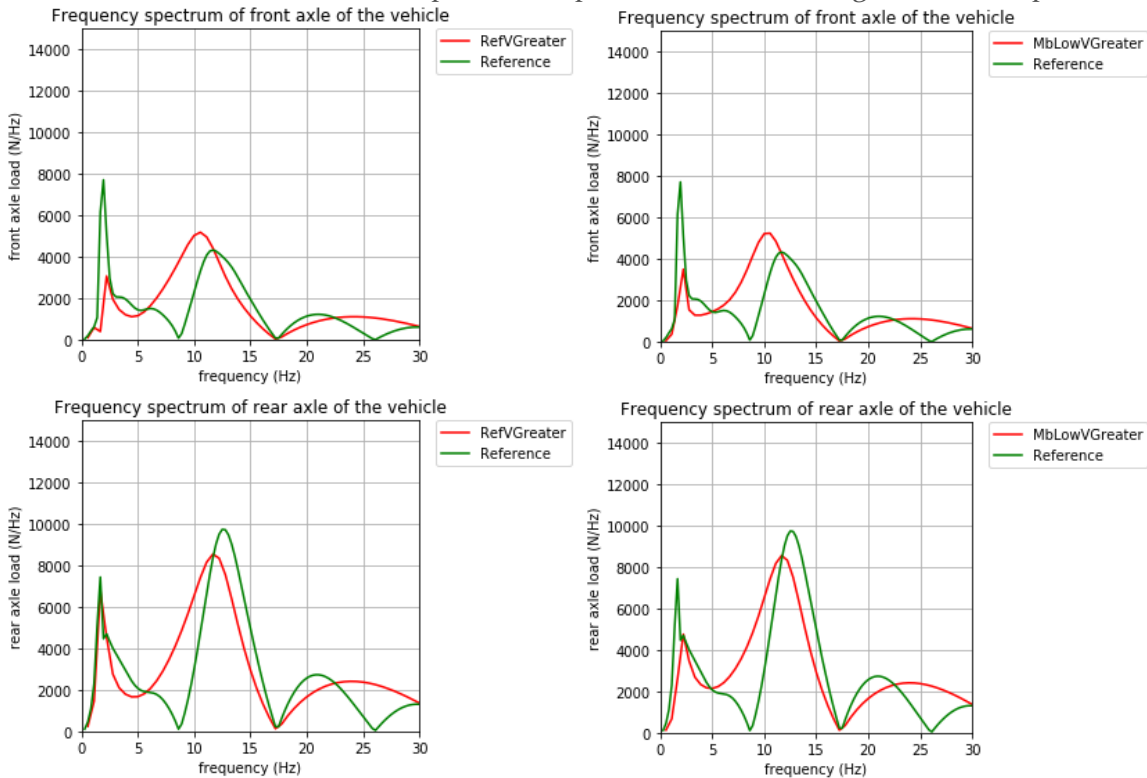 Frequency spectrum of front axle of the vehicle
RefVGreater
Reference
14000
12000
10000
8000
6000
4000
2000
0
front axle load (N/Hz)
0 5 10 15 20 25 30
frequency (Hz)
Frequency spectrum of front axle of the vehicle
MbLowVGreater
Reference
14000
12000
10000
8000
6000
4000
2000
0
front axle load (N/Hz)
0 5 10 15 20 25 30
frequency (Hz)
Frequency spectrum of rear axle of the vehicle
RefVGreater
Reference
14000
12000
10000
8000
6000
4000
2000
0
rear axle load (N/Hz)
0 5 10 15 20 25 30
frequency (Hz)
Frequency spectrum of rear axle of the vehicle
MbLowVGreater
Reference
14000
12000
10000
8000
6000
4000
2000
0
rear axle load (N/Hz)
0 5 10 15 20 25 30
frequency (Hz)